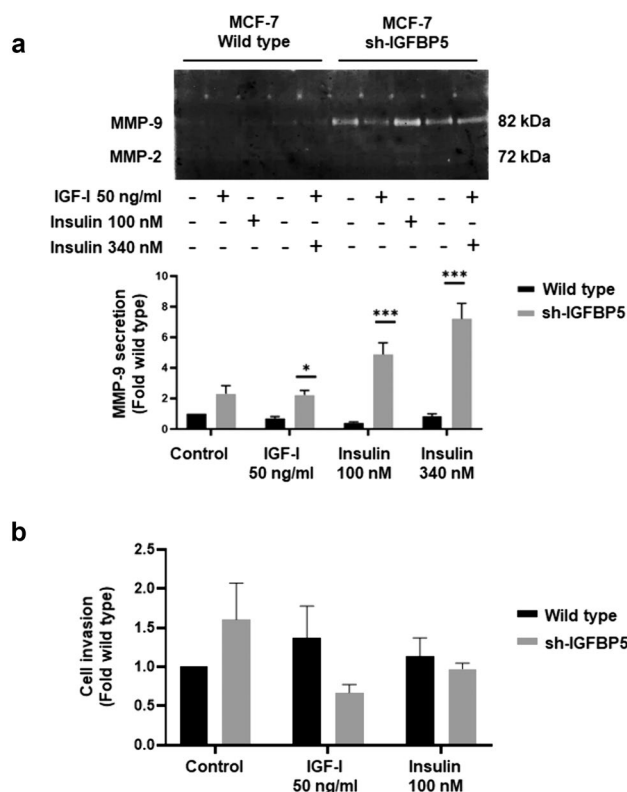 a
MCF-7
Wild type
MCF-7
sh-IGFBP5
MMP-9
82 kDa
MMP-2
72 kDa
IGF-I 50 ng/ml - + - - + - + - - +
Insulin 100 nM - - + - - - - + - -
Insulin 340 nM - - - - + - - - - +
MMP-9 secretion
(Fold wild type)
10
8
6
4
2
0
*
***
***
Wild type
sh-IGFBP5
Control
IGF-I
50 ng/ml
Insulin
100 nM
Insulin
340 nM
b
Cell invasion
(Fold wild type)
2.5
2.0
1.5
1.0
0.5
0.0
Wild type
sh-IGFBP5
Control
IGF-I
50 ng/ml
Insulin
100 nM